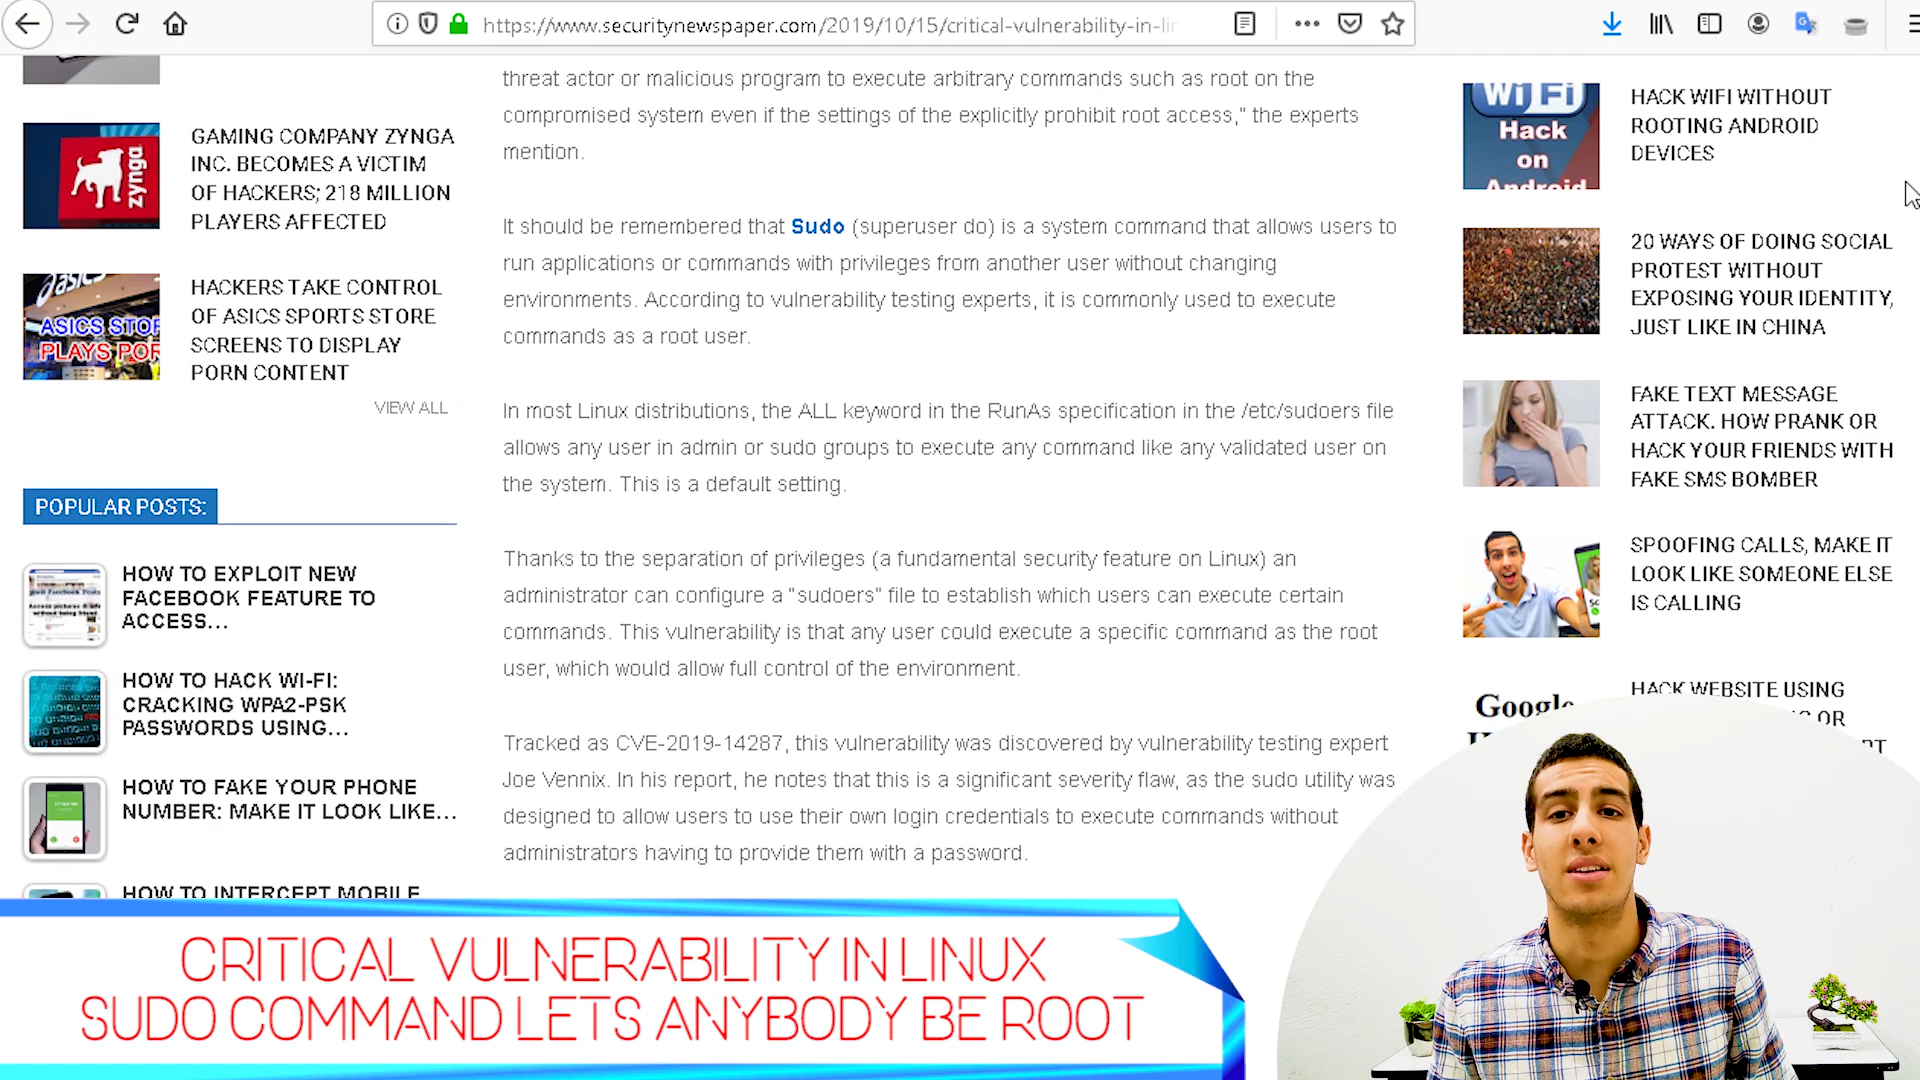 https://www.securitynewspaper.com/2019/10/15/critical-vulnerability-in-li
zynga
GAMING COMPANY ZYNGA
INC. BECOMES A VICTIM
OF HACKERS; 218 MILLION
PLAYERS AFFECTED
asics
ASICS STOR
PLAYS POR
HACKERS TAKE CONTROL
OF ASICS SPORTS STORE
SCREENS TO DISPLAY
PORN CONTENT
VIEW ALL
POPULAR POSTS:
HOW TO EXPLOIT NEW
FACEBOOK FEATURE TO
ACCESS...
HOW TO HACK WI-FI:
CRACKING WPA2-PSK
PASSWORDS USING...
HOW TO FAKE YOUR PHONE
NUMBER: MAKE IT LOOK LIKE...
HOW TO INTERCEPT MOBILE
threat actor or malicious program to execute arbitrary commands such as root on the
compromised system even if the settings of the explicitly prohibit root access," the experts
mention.
It should be remembered that Sudo (superuser do) is a system command that allows users to
run applications or commands with privileges from another user without changing
environments. According to vulnerability testing experts, it is commonly used to execute
commands as a root user.
In most Linux distributions, the ALL keyword in the RunAs specification in the /etc/sudoers file
allows any user in admin or sudo groups to execute any command like any validated user on
the system. This is a default setting.
Thanks to the separation of privileges (a fundamental security feature on Linux) an
administrator can configure a "sudoers" file to establish which users can execute certain
commands. This vulnerability is that any user could execute a specific command as the root
user, which would allow full control of the environment.
Tracked as CVE-2019-14287, this vulnerability was discovered by vulnerability testing expert
Joe Vennix. In his report, he notes that this is a significant severity flaw, as the sudo utility was
designed to allow users to use their own login credentials to execute commands without
administrators having to provide them with a password.
WiFi
Hack
on
Android
HACK WIFI WITHOUT
ROOTING ANDROID
DEVICES
20 WAYS OF DOING SOCIAL
PROTEST WITHOUT
EXPOSING YOUR IDENTITY,
JUST LIKE IN CHINA
FAKE TEXT MESSAGE
ATTACK. HOW PRANK OR
HACK YOUR FRIENDS WITH
FAKE SMS BOMBER
SPOOFING CALLS, MAKE IT
LOOK LIKE SOMEONE ELSE
IS CALLING
Google
HACK WEBSITE USING
OR
CRITICAL VULNERABILITY IN LINUX
SUDO COMMAND LETS ANYBODY BE ROOT